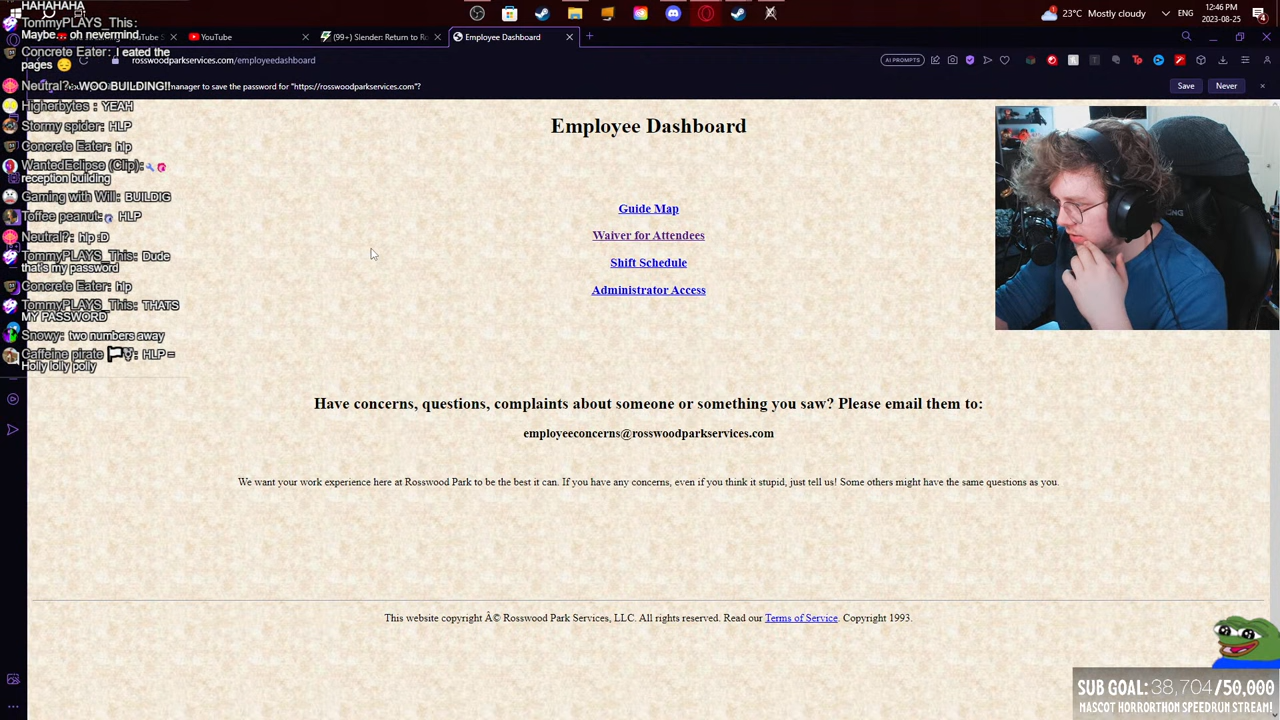 HAHAHAHA
TommyPLAYS_This:
Maybe... oh nevermind
Concrete Eater: I eated the
pages
Neutral?: WOO BUILDING!!
Higherbytes : YEAH
Stormy spider: HLP
Concrete Eater: hlp
WantedEclipse (Clip):
reception building
Gaming with Will: BUILDIG
Toffee peanut: HLP
Neutral?: hlp :D
TommyPLAYS_This: Dude
that's my password
Concrete Eater: hlp
TommyPLAYS_This: THATS
MY PASSWORD
Snowy: two numbers away
Caffeine pirate: HLP =
Holly lolly polly
23°C Mostly cloudy
ENG
12:46 PM
2023-08-25
4
YouTube
(99+) Slender: Return to Ro
Employee Dashboard
rosswoodparkservices.com/employeedashboard
AI PROMPTS
manager to save the password for "https://rosswoodparkservices.com"?
Save
Never
Employee Dashboard
Guide Map
Waiver for Attendees
Shift Schedule
Administrator Access
Have concerns, questions, complaints about someone or something you saw? Please email them to:
employeeconcerns@rosswoodparkservices.com
We want your work experience here at Rosswood Park to be the best it can. If you have any concerns, even if you think it stupid, just tell us! Some others might have the same questions as you.
This website copyright Â© Rosswood Park Services, LLC. All rights reserved. Read our Terms of Service. Copyright 1993.
SUB GOAL: 38,704/50,000
MASCOT HORRORTHON SPEEDRUN STREAM!